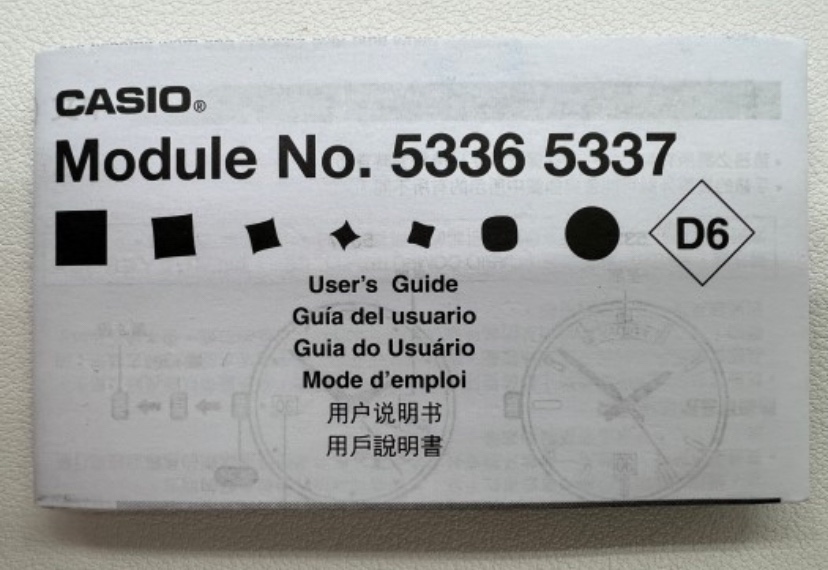 CASIO®
Module No. 5336 5337
D6
User's Guide
Guía del usuario
Guia do Usuário
Mode d'emploi
用户说明书
用戶說明書